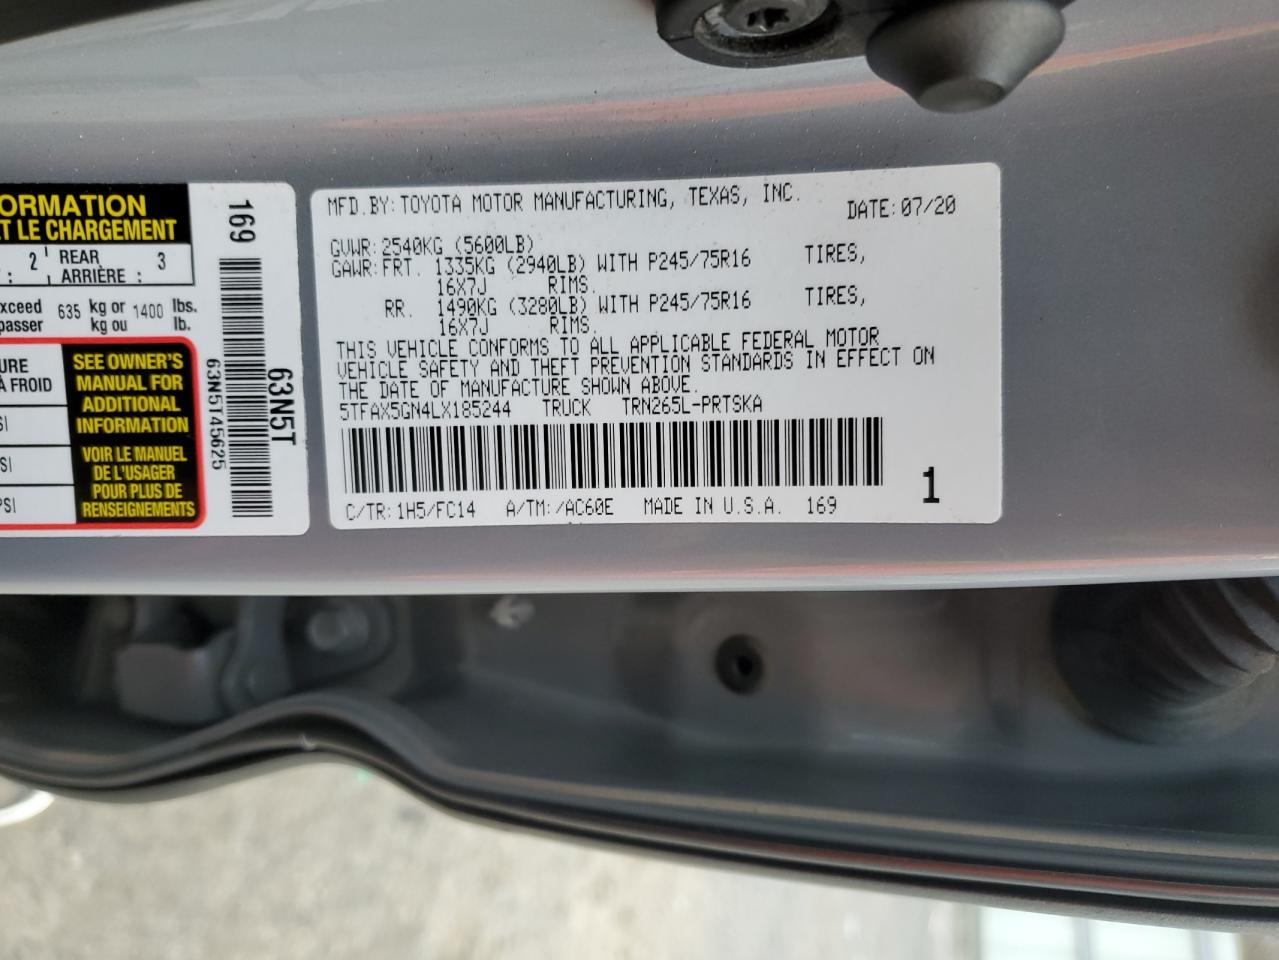 ORMATION
ET LE CHARGEMENT
: 2 REAR ARRIÈRE : 3
xceed 635 kg or 1400 lbs.
passer kg ou lb.
URE
À FROID
SI
SI
PSI
SEE OWNER'S
MANUAL FOR
ADDITIONAL
INFORMATION
VOIR LE MANUEL
DE L'USAGER
POUR PLUS DE
RENSEIGNEMENTS
169
63N5T45625
63N5T
MFD.BY:TOYOTA MOTOR MANUFACTURING, TEXAS, INC. DATE:07/20
GVWR:2540KG (5600LB)
GAWR:FRT. 1335KG (2940LB) WITH P245/75R16 TIRES,
16X7J RIMS.
RR. 1490KG (3280LB) WITH P245/75R16 TIRES,
16X7J RIMS.
THIS VEHICLE CONFORMS TO ALL APPLICABLE FEDERAL MOTOR
VEHICLE SAFETY AND THEFT PREVENTION STANDARDS IN EFFECT ON
THE DATE OF MANUFACTURE SHOWN ABOVE.
5TFAX5GN4LX185244 TRUCK TRN265L-PRTSKA
C/TR:1H5/FC14 A/TM:/AC60E MADE IN U.S.A. 169
1